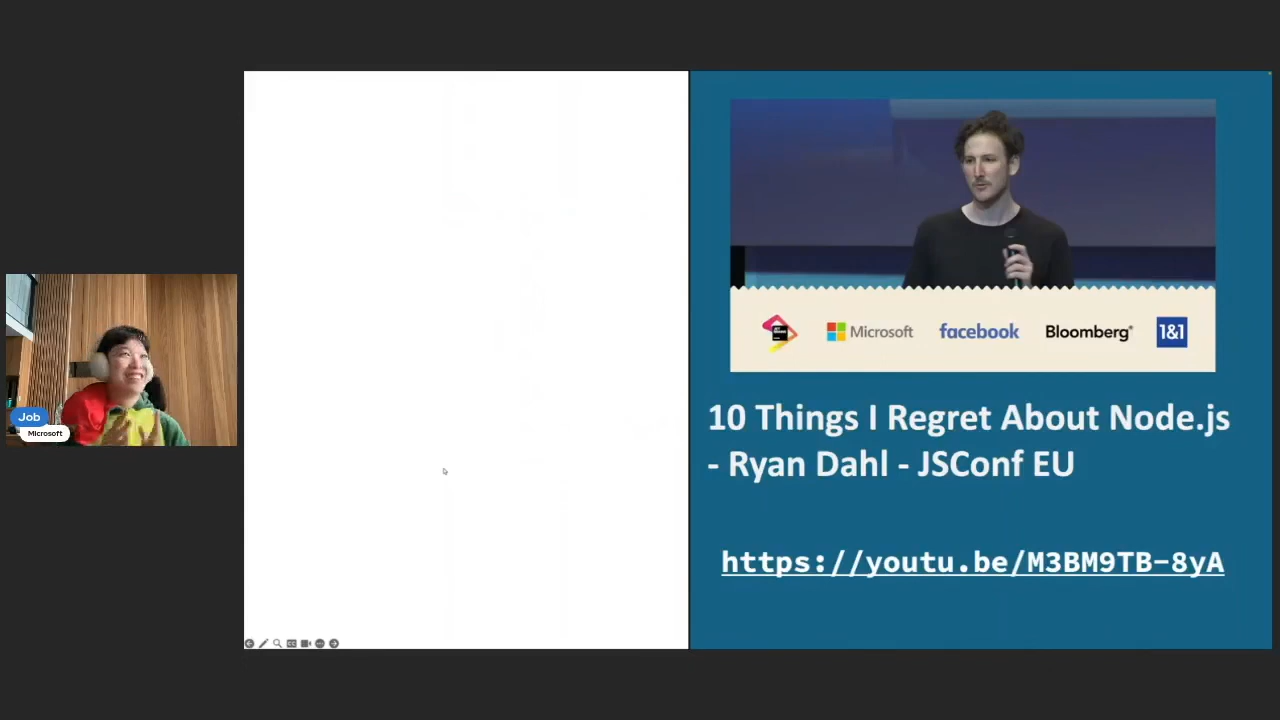 Job
Microsoft
Microsoft
facebook
Bloomberg®
1&1
10 Things I Regret About Node.js
- Ryan Dahl - JSConf EU
https://youtu.be/M3BM9TB-8yA